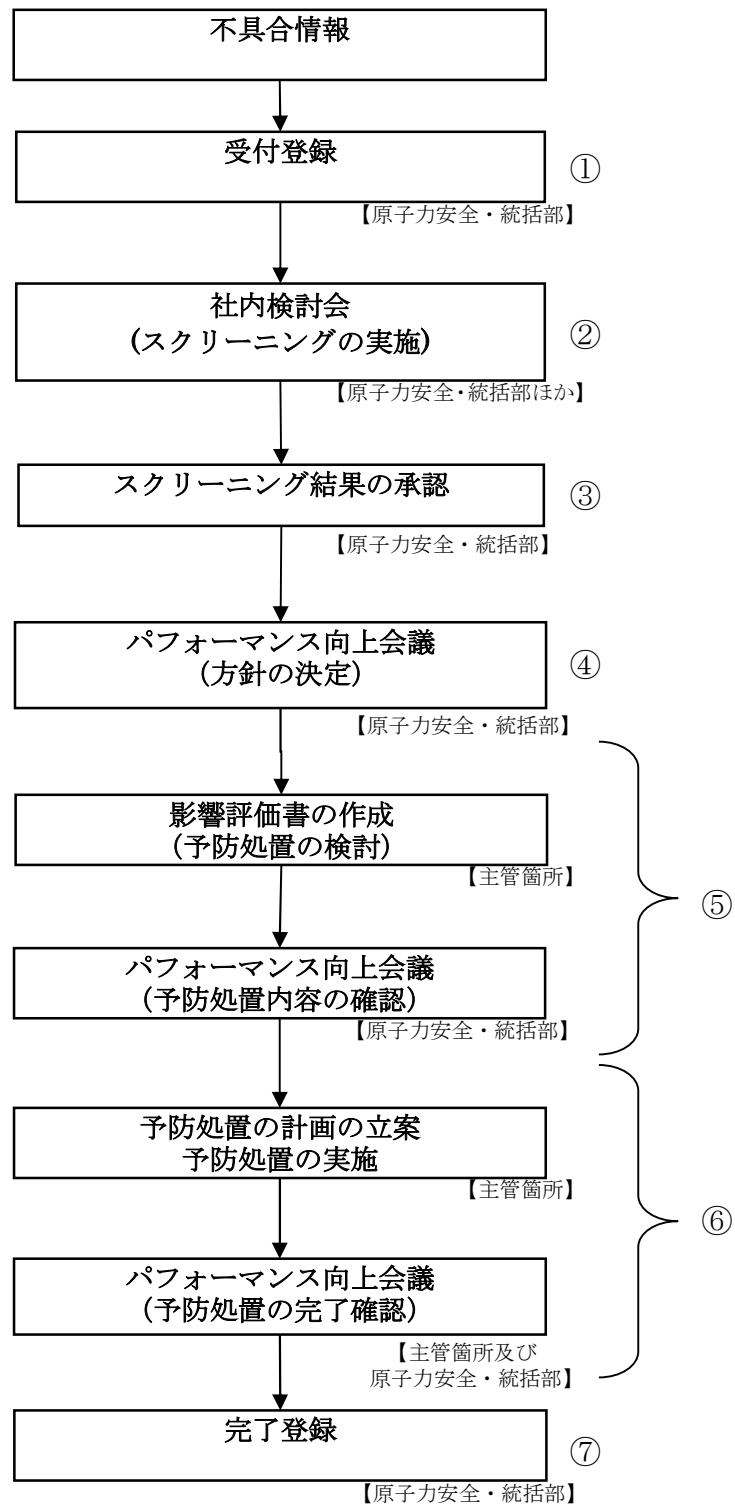 不具合情報
受付登録
①
【原子力安全・統括部】
社内検討会
(スクリーニングの実施)
②
【原子力安全・統括部ほか】
スクリーニング結果の承認
③
【原子力安全・統括部】
パフォーマンス向上会議
(方針の決定)
④
【原子力安全・統括部】
影響評価書の作成
(予防処置の検討)
【主管箇所】
⑤
パフォーマンス向上会議
(予防処置内容の確認)
【原子力安全・統括部】
予防処置の計画の立案
予防処置の実施
【主管箇所】
⑥
パフォーマンス向上会議
(予防処置の完了確認)
【主管箇所及び
原子力安全・統括部】
完了登録
⑦
【原子力安全・統括部】